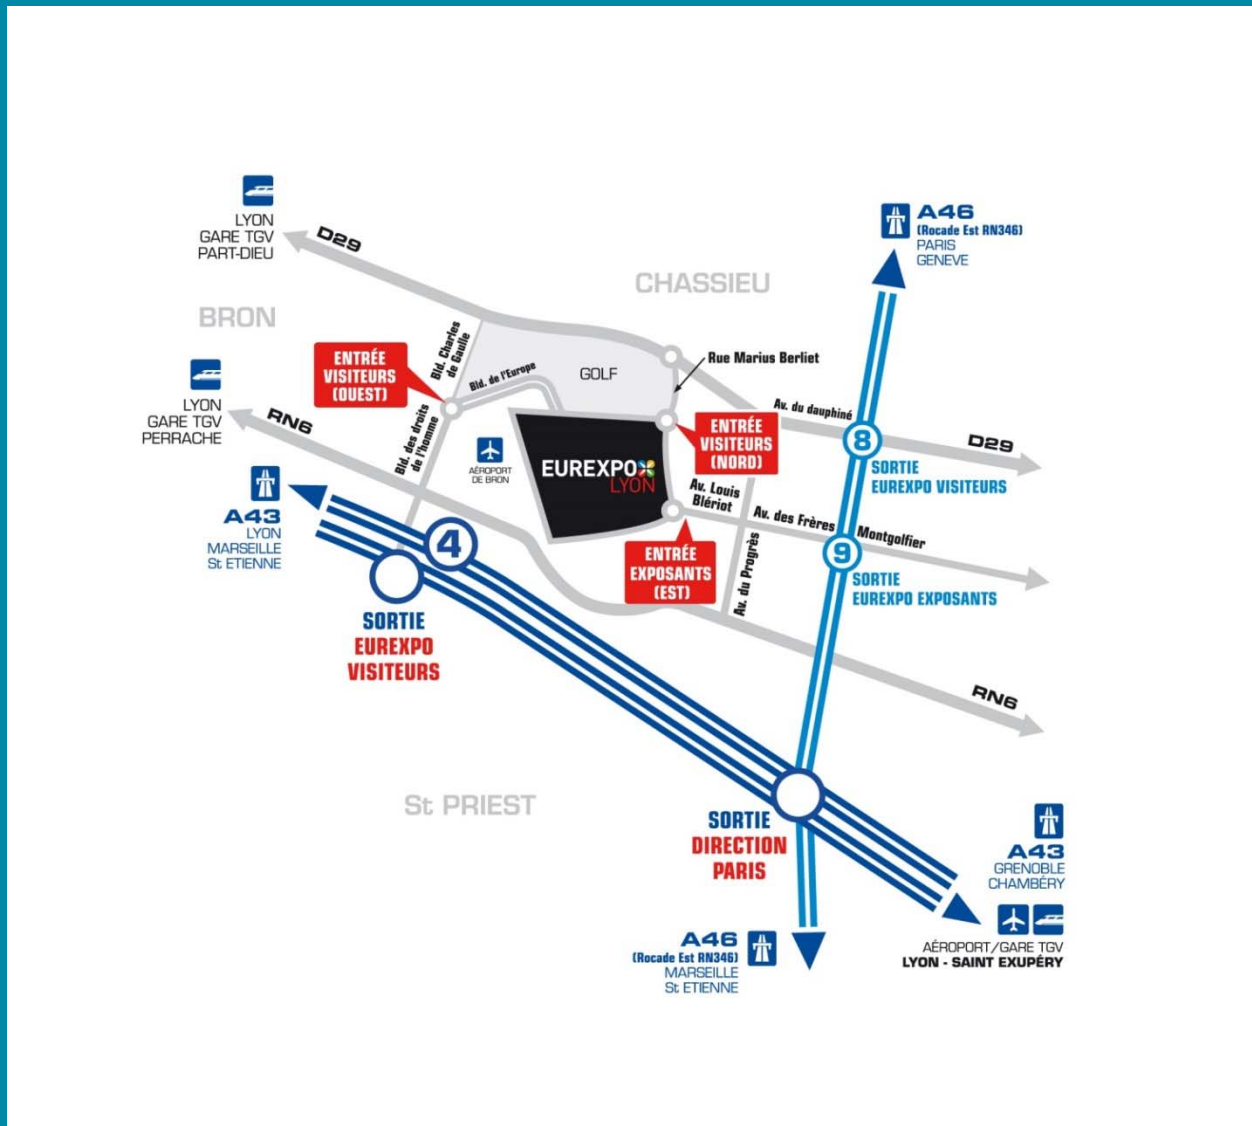 LYON
GARE TGV
PART-DIEU
D29
A46
(Rocade Est RN346)
PARIS
GENEVE
CHASSIEU
BRON
ENTRÉE
VISITEURS
(OUEST)
Bld. Charles
de Gaulle
Bld. de l'Europe
GOLF
Rue Marius Berliet
LYON
GARE TGV
PERRACHE
RN6
Bld. des droits
de l'homme
AÉROPORT
DE BRON
EUREXPO
LYON
ENTRÉE
VISITEURS
(NORD)
Av. du dauphiné
8
D29
SORTIE
EUREXPO VISITEURS
Av. Louis
Blériot
Av. des Frères
Montgolfier
9
SORTIE
EUREXPO EXPOSANTS
A43
LYON
MARSEILLE
St ETIENNE
4
ENTRÉE
EXPOSANTS
(EST)
Av. du Progrès
SORTIE
EUREXPO
VISITEURS
RN6
St PRIEST
SORTIE
DIRECTION
PARIS
A43
GRENOBLE
CHAMBÉRY
AÉROPORT/GARE TGV
LYON - SAINT EXUPÉRY
A46
(Rocade Est RN346)
MARSEILLE
St ETIENNE